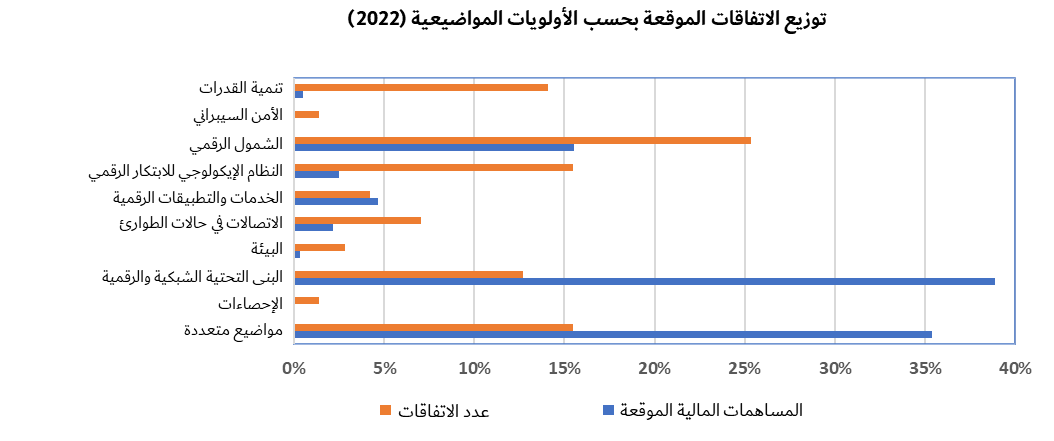 توزيع الاتفاقات الموقعة بحسب الأولويات المواضيعية (2022)
تنمية القدرات
الأمن السيبراني
الشمول الرقمي
النظام الإيكولوجي للابتكار الرقمي
الخدمات والتطبيقات الرقمية
الاتصالات في حالات الطوارئ
البيئة
البنى التحتية الشبكية والرقمية
الإحصاءات
مواضيع متعددة
0% 5% 10% 15% 20% 25% 30% 35% 40%
المساهمات المالية الموقعة
عدد الاتفاقات